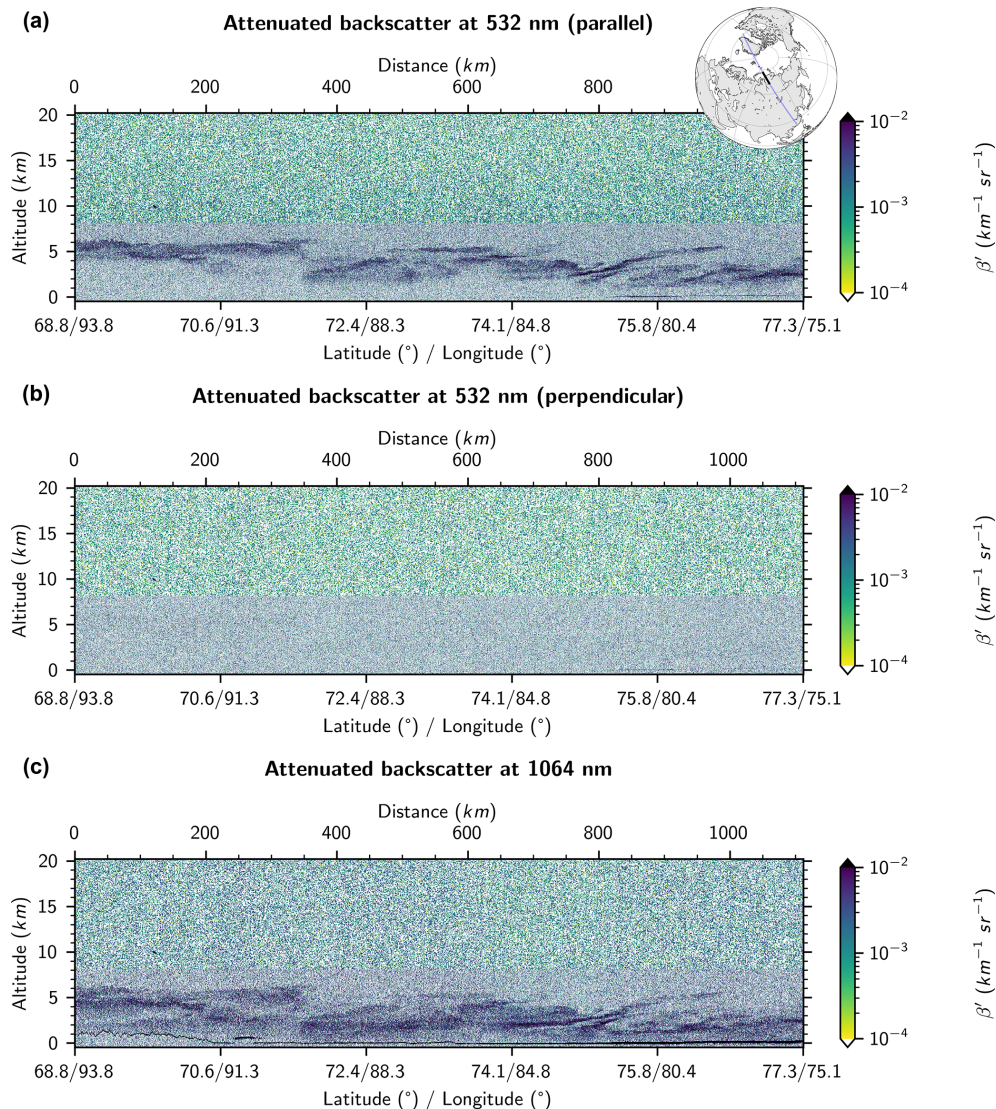 (a) Attenuated backscatter at 532 nm (parallel)
Distance (km)
0 200 400 600 800
20
15
10
5
0
Altitude (km)
68.8/93.8 70.6/91.3 72.4/88.3 74.1/84.8 75.8/80.4 77.3/75.1
Latitude (°) / Longitude (°)
10⁻²
10⁻³
10⁻⁴
β′ (km⁻¹ sr⁻¹)
(b) Attenuated backscatter at 532 nm (perpendicular)
Distance (km)
0 200 400 600 800 1000
20
15
10
5
0
Altitude (km)
68.8/93.8 70.6/91.3 72.4/88.3 74.1/84.8 75.8/80.4 77.3/75.1
Latitude (°) / Longitude (°)
10⁻²
10⁻³
10⁻⁴
β′ (km⁻¹ sr⁻¹)
(c) Attenuated backscatter at 1064 nm
Distance (km)
0 200 400 600 800 1000
20
15
10
5
0
Altitude (km)
68.8/93.8 70.6/91.3 72.4/88.3 74.1/84.8 75.8/80.4 77.3/75.1
Latitude (°) / Longitude (°)
10⁻²
10⁻³
10⁻⁴
β′ (km⁻¹ sr⁻¹)